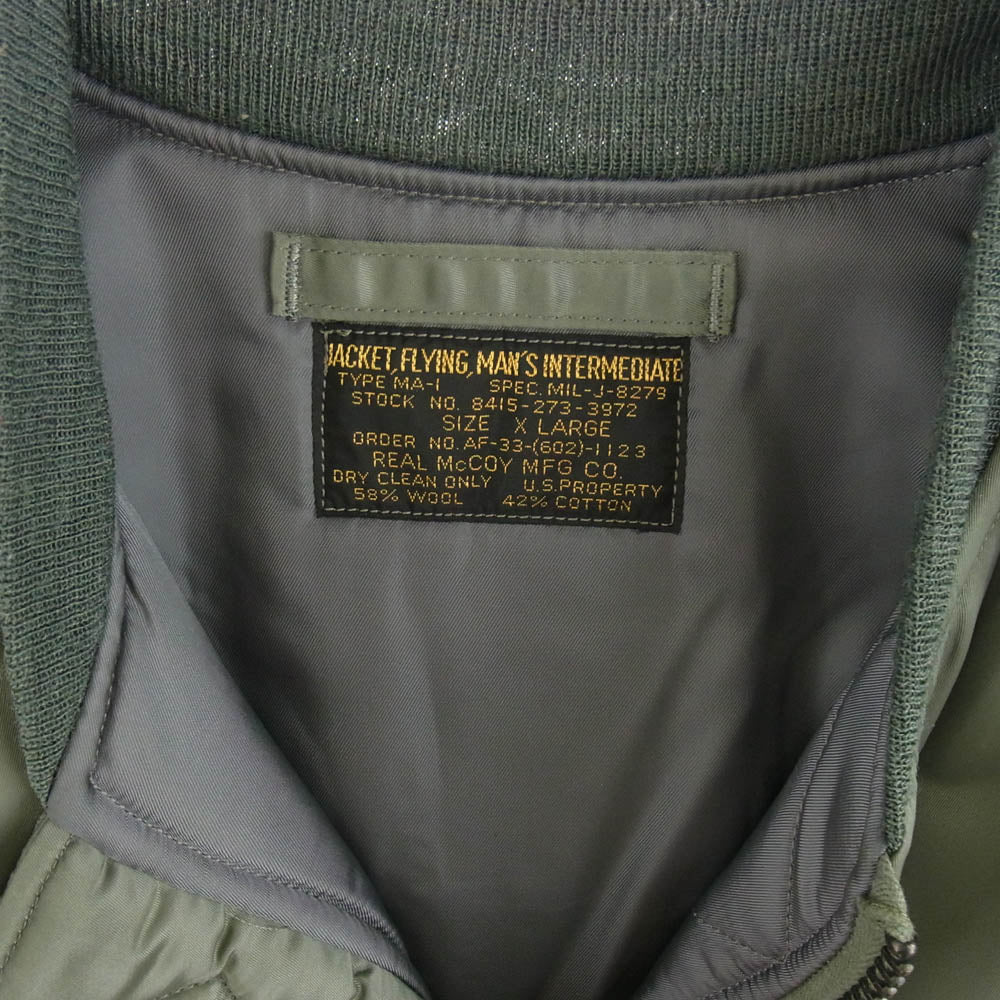 JACKET, FLYING, MAN'S INTERMEDIATE
TYPE MA-1 SPEC. MIL-J-8279
STOCK NO. 8415-273-3972
SIZE X LARGE
ORDER NO. AF-33-(602)-1123
REAL McCOY MFG CO.
DRY CLEAN ONLY U.S. PROPERTY
58% WOOL 42% COTTON